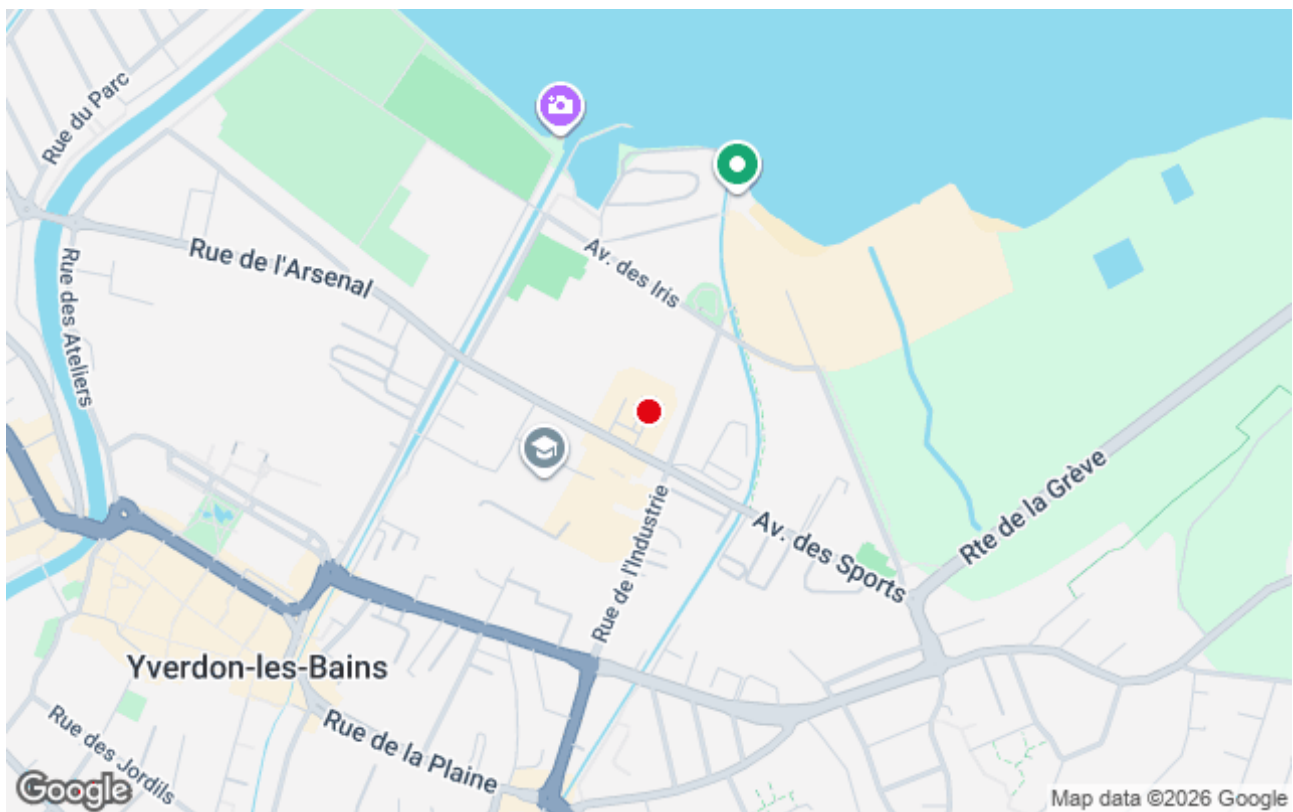 Rue du Parc
Rue de l'Arsenal
Av. des Iris
Rue des Ateliers
Rte de la Grève
Av. des Sports
Rue de l'Industrie
Yverdon-les-Bains
Rue de la Plaine
Rue des Jordils
Google
Map data ©2026 Google